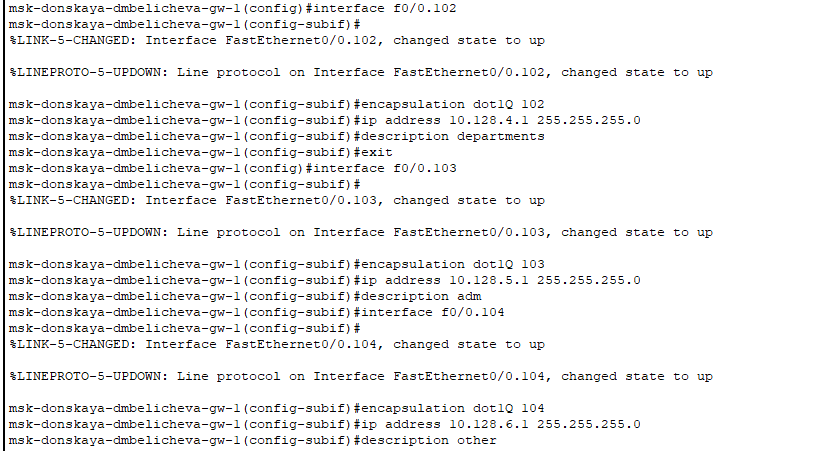 msk-donskaya-dmbelicheva-gw-1(config)#interface f0/0.102
msk-donskaya-dmbelicheva-gw-1(config-subif)#
%LINK-5-CHANGED: Interface FastEthernet0/0.102, changed state to up
%LINEPROTO-5-UPDOWN: Line protocol on Interface FastEthernet0/0.102, changed state to up
msk-donskaya-dmbelicheva-gw-1(config-subif)#encapsulation dot1Q 102
msk-donskaya-dmbelicheva-gw-1(config-subif)#ip address 10.128.4.1 255.255.255.0
msk-donskaya-dmbelicheva-gw-1(config-subif)#description departments
msk-donskaya-dmbelicheva-gw-1(config-subif)#exit
msk-donskaya-dmbelicheva-gw-1(config)#interface f0/0.103
msk-donskaya-dmbelicheva-gw-1(config-subif)#
%LINK-5-CHANGED: Interface FastEthernet0/0.103, changed state to up
%LINEPROTO-5-UPDOWN: Line protocol on Interface FastEthernet0/0.103, changed state to up
msk-donskaya-dmbelicheva-gw-1(config-subif)#encapsulation dot1Q 103
msk-donskaya-dmbelicheva-gw-1(config-subif)#ip address 10.128.5.1 255.255.255.0
msk-donskaya-dmbelicheva-gw-1(config-subif)#description adm
msk-donskaya-dmbelicheva-gw-1(config-subif)#interface f0/0.104
msk-donskaya-dmbelicheva-gw-1(config-subif)#
%LINK-5-CHANGED: Interface FastEthernet0/0.104, changed state to up
%LINEPROTO-5-UPDOWN: Line protocol on Interface FastEthernet0/0.104, changed state to up
msk-donskaya-dmbelicheva-gw-1(config-subif)#encapsulation dot1Q 104
msk-donskaya-dmbelicheva-gw-1(config-subif)#ip address 10.128.6.1 255.255.255.0
msk-donskaya-dmbelicheva-gw-1(config-subif)#description other